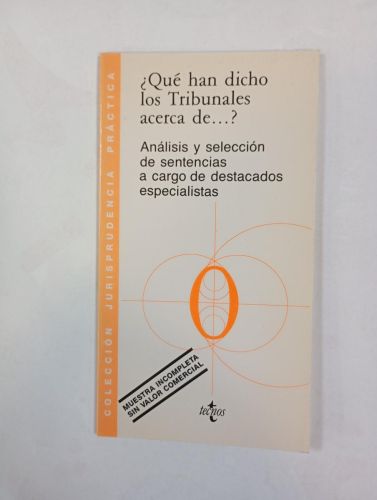 COLECCIÓN JURISPRUDENCIA PRÁCTICA
¿Qué han dicho
los Tribunales
acerca de...?
Análisis y selección
de sentencias
a cargo de destacados
especialistas
0
MUESTRA INCOMPLETA
SIN VALOR COMERCIAL
tecnos